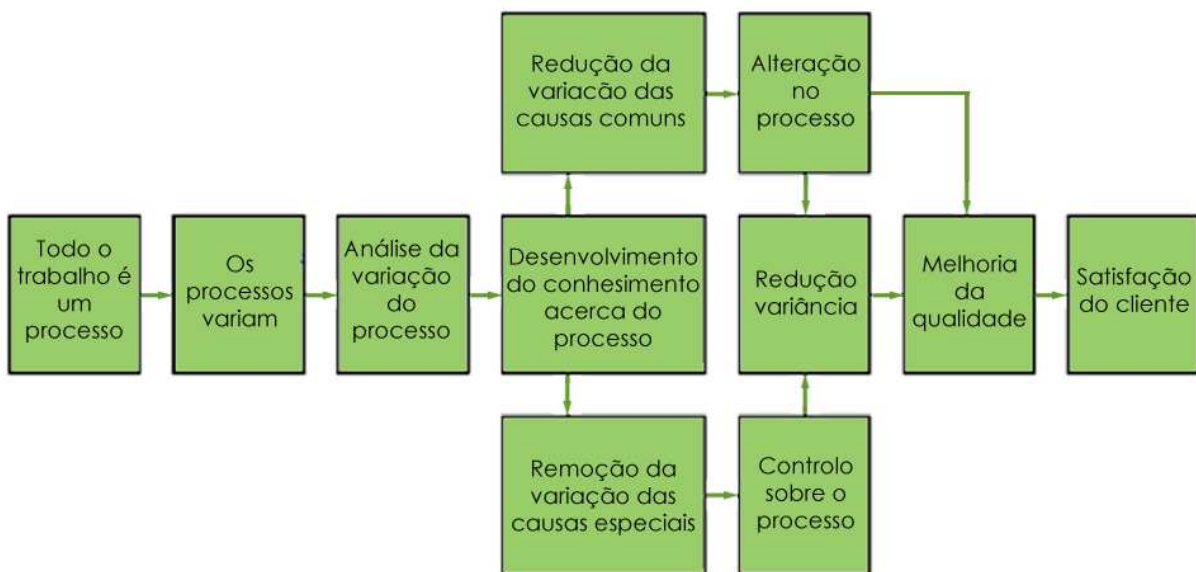 Redução da
variacão das
causas comuns
Alteração
no
processo
Todo o
trabalho é
um
processo
Os
processos
variam
Análise da
variação
do
processo
Desenvolvimento
do conhesimento
acerca do
processo
Redução
variância
Melhoria
da
qualidade
Satisfação
do cliente
Remoção da
variação das
causas especiais
Controlo
sobre o
processo